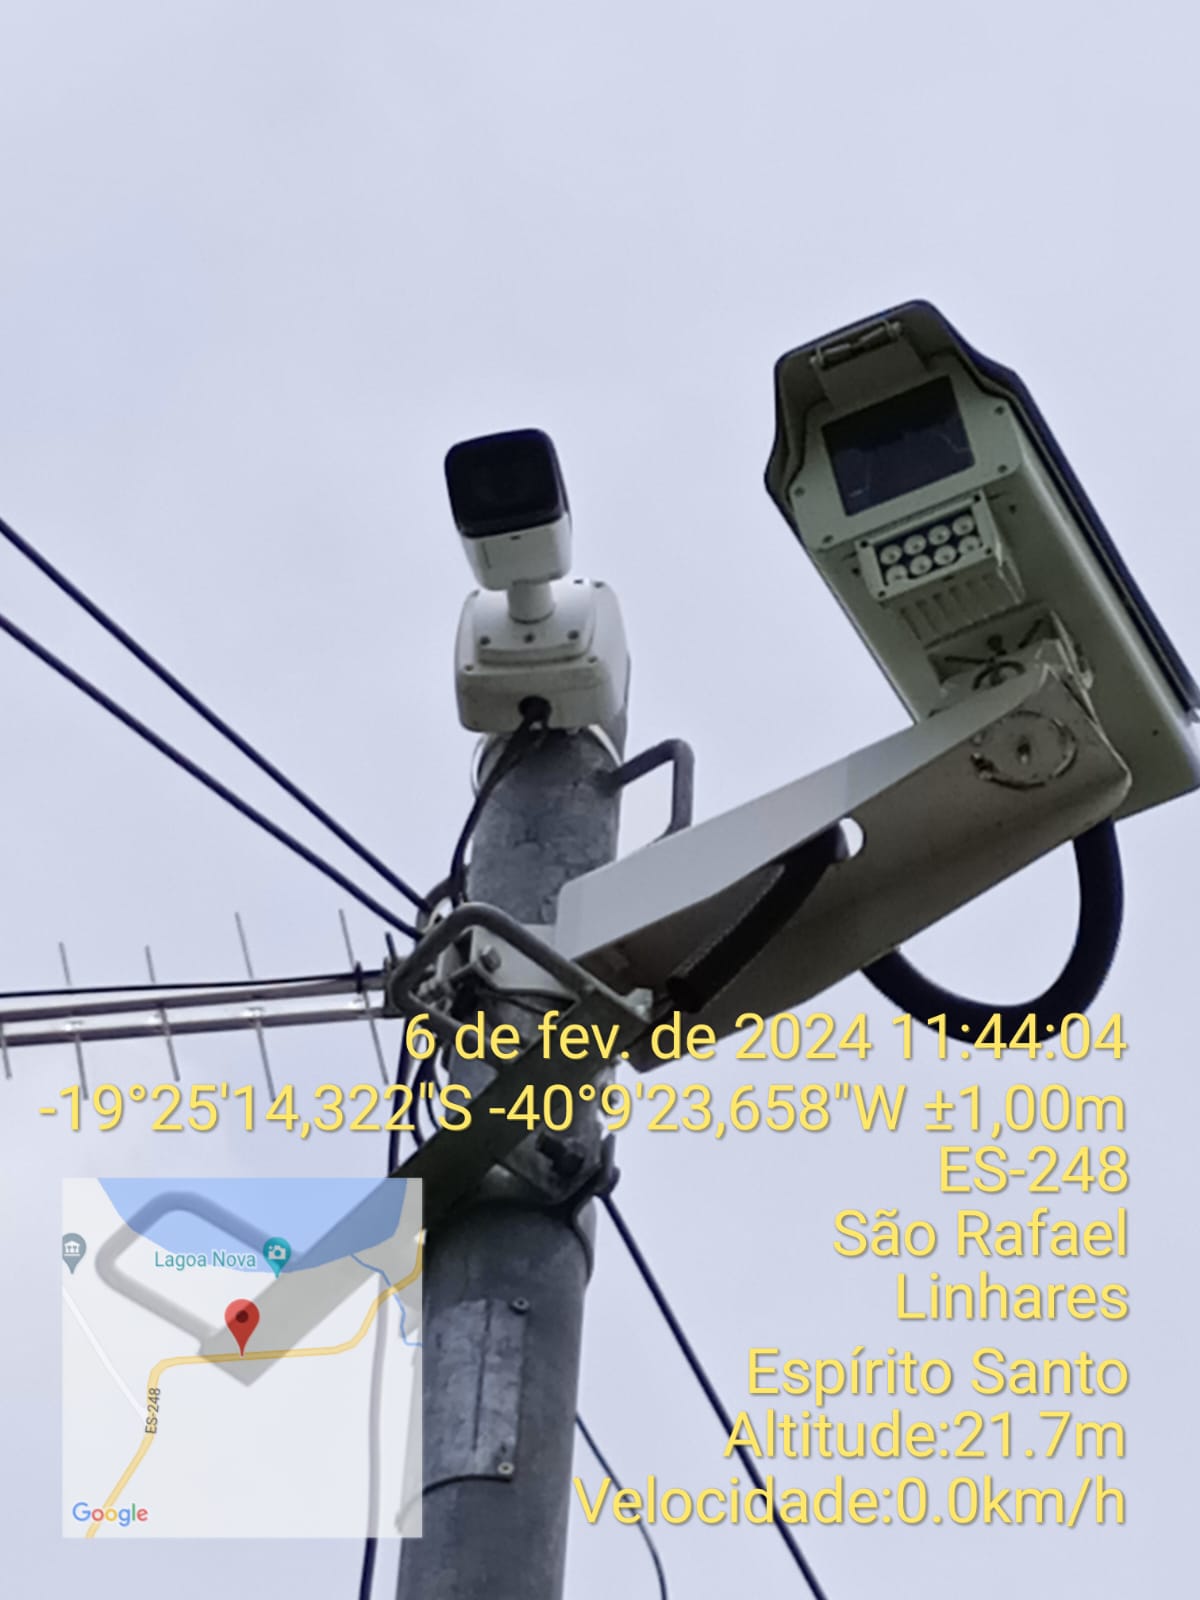 6 de fev. de 2024 11:44:04
-19°25'14,322"S -40°9'23,658"W ±1,00m
ES-248
São Rafael
Linhares
Espírito Santo
Altitude:21.7m
Velocidade:0.0km/h
Lagoa Nova
ES-248
Google